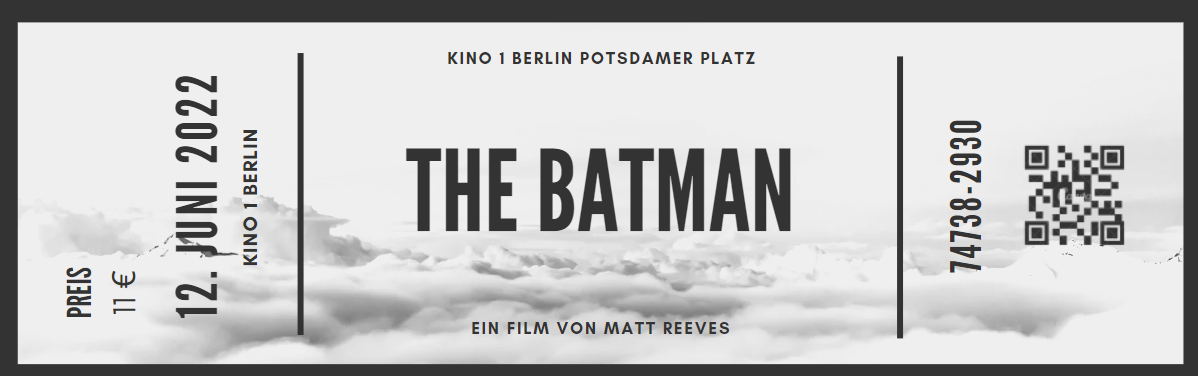 PREIS
11 €
12. JUNI 2022
KINO 1 BERLIN
KINO 1 BERLIN POTSDAMER PLATZ
THE BATMAN
EIN FILM VON MATT REEVES
74738-2930